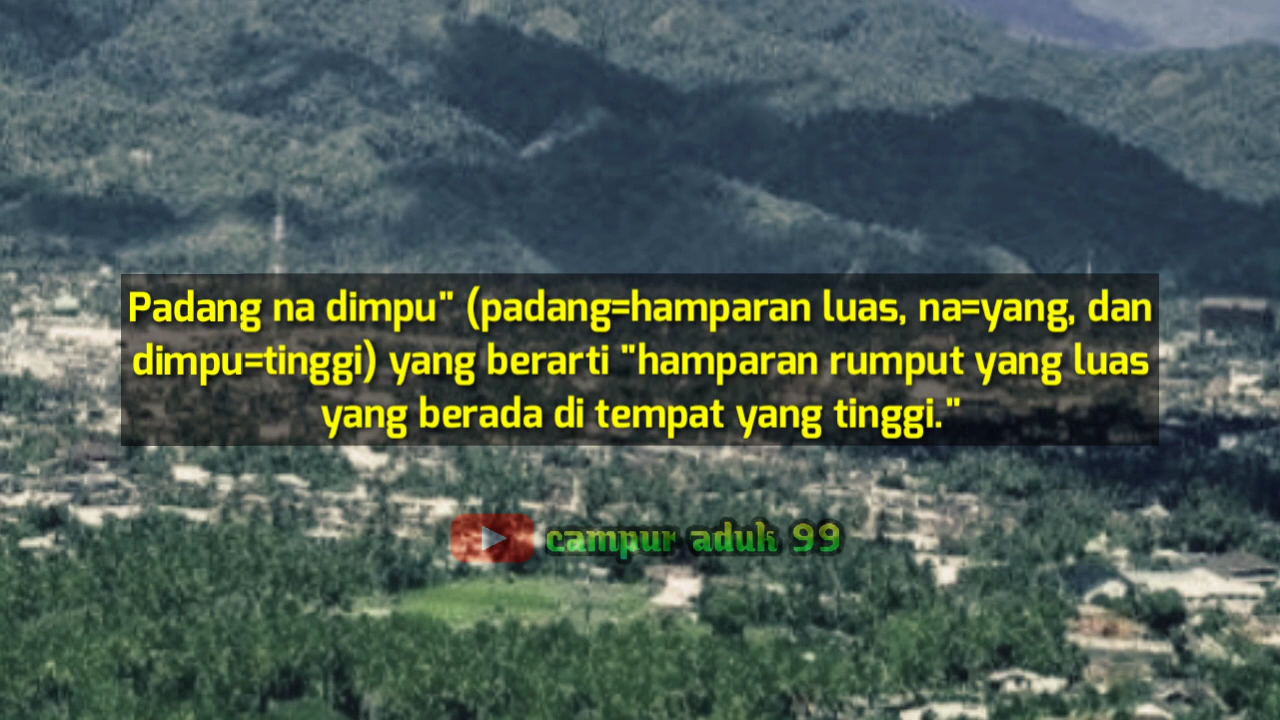 Padang na dimpu" (padang=hamparan luas, na=yang, dan
dimpu=tinggi) yang berarti "hamparan rumput yang luas
yang berada di tempat yang tinggi."
campur aduk 99